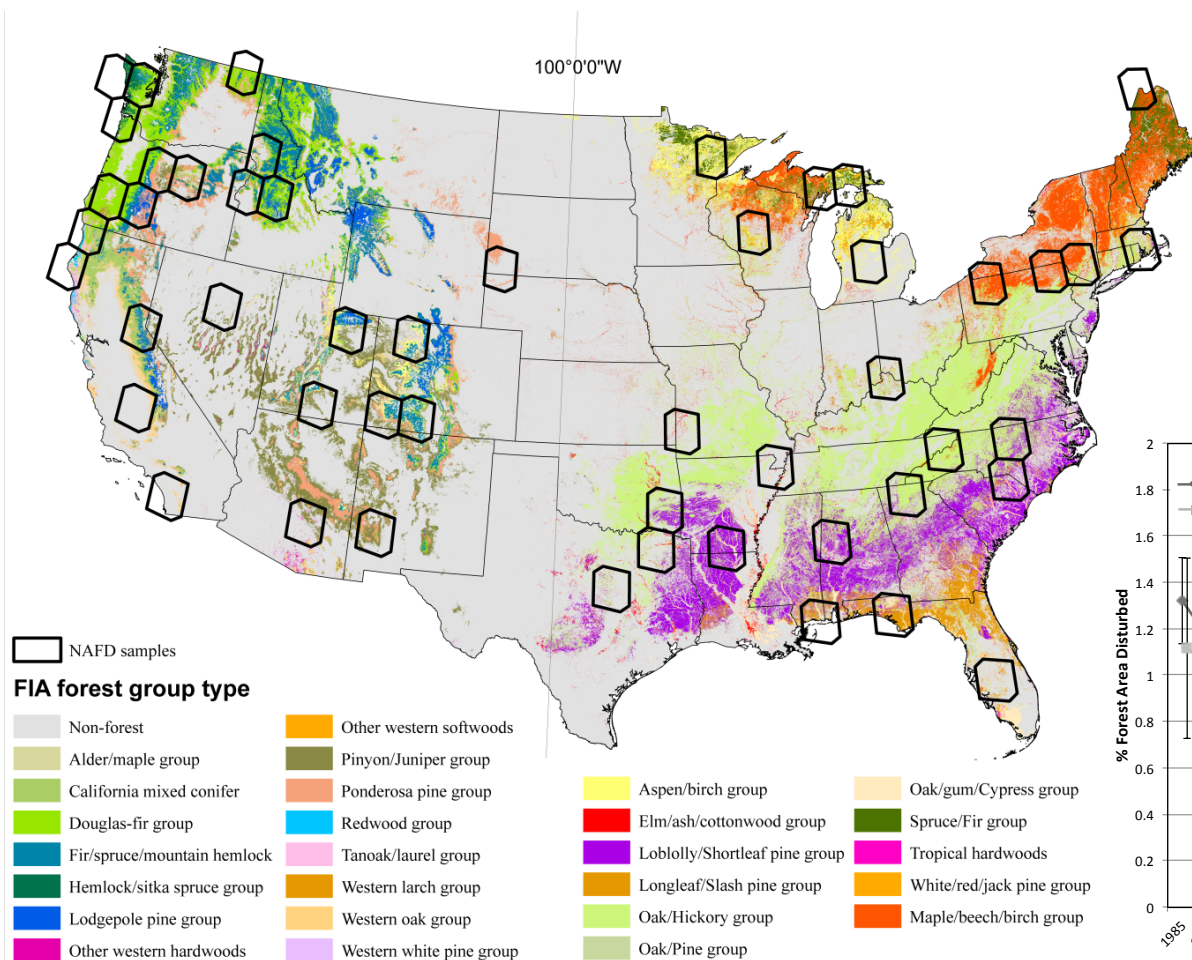 100°0'0"W
NAFD samples
FIA forest group type
Non-forest
Alder/maple group
California mixed conifer
Douglas-fir group
Fir/spruce/mountain hemlock
Hemlock/sitka spruce group
Lodgepole pine group
Other western hardwoods
Other western softwoods
Pinyon/Juniper group
Ponderosa pine group
Redwood group
Tanoak/laurel group
Western larch group
Western oak group
Western white pine group
Aspen/birch group
Elm/ash/cottonwood group
Loblolly/Shortleaf pine group
Longleaf/Slash pine group
Oak/Hickory group
Oak/Pine group
Oak/gum/Cypress group
Spruce/Fir group
Tropical hardwoods
White/red/jack pine group
Maple/beech/birch group
% Forest Area Disturbed
2
1.8
1.6
1.4
1.2
1
0.8
0.6
0.4
0.2
0
1985